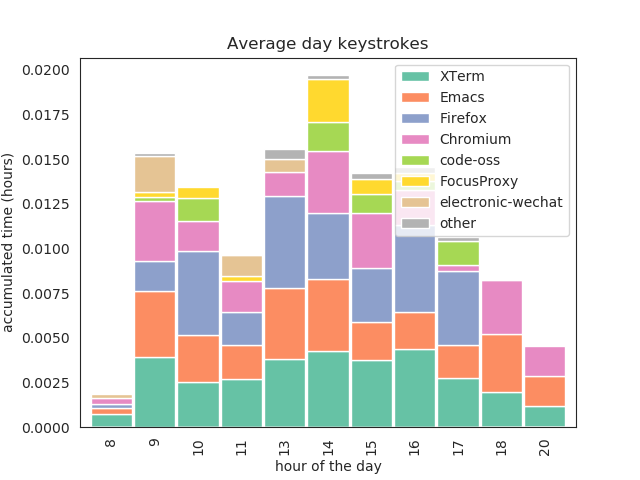 Average day keystrokes
0.0200
0.0175
0.0150
0.0125
0.0100
0.0075
0.0050
0.0025
0.0000
accumulated time (hours)
XTerm
Emacs
Firefox
Chromium
code-oss
FocusProxy
electronic-wechat
other
8
9
10
11
13
14
15
16
17
18
20
hour of the day